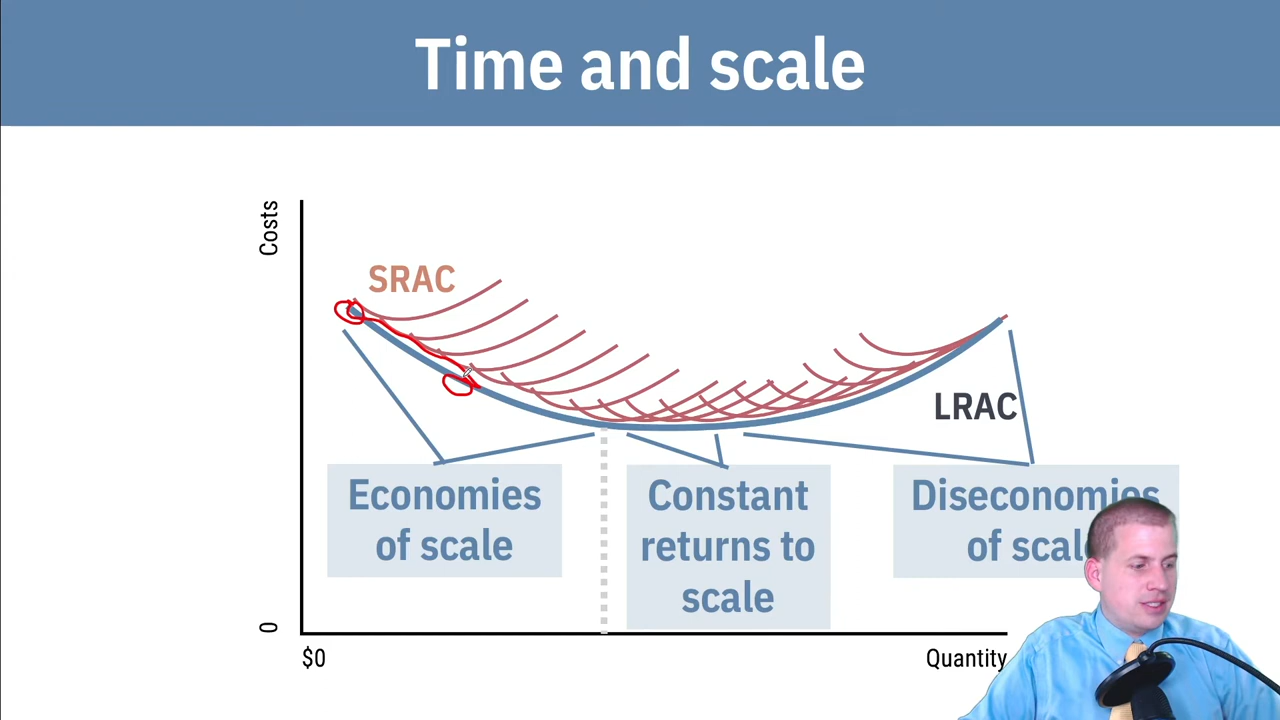 Time and scale
Costs
SRAC
LRAC
Economies
of scale
Constant
returns to
scale
Diseconomies
of scale
0
$0
Quantity